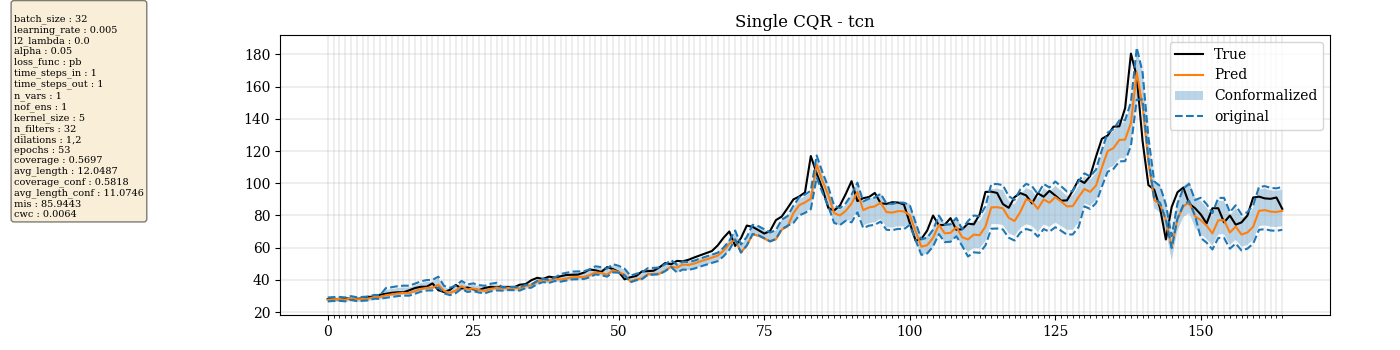 batch_size : 32
learning_rate : 0.005
l2_lambda : 0.0
alpha : 0.05
loss_func : pb
time_steps_in : 1
time_steps_out : 1
n_vars : 1
nof_ens : 1
kernel_size : 5
n_filters : 32
dilations : 1,2
epochs : 53
coverage : 0.5697
avg_length : 12.0487
coverage_conf : 0.5818
avg_length_conf : 11.0746
mis : 85.9443
cwc : 0.0064
Single CQR - tcn
180
160
140
120
100
80
60
40
20
0 25 50 75 100 125 150
True
Pred
Conformalized
original